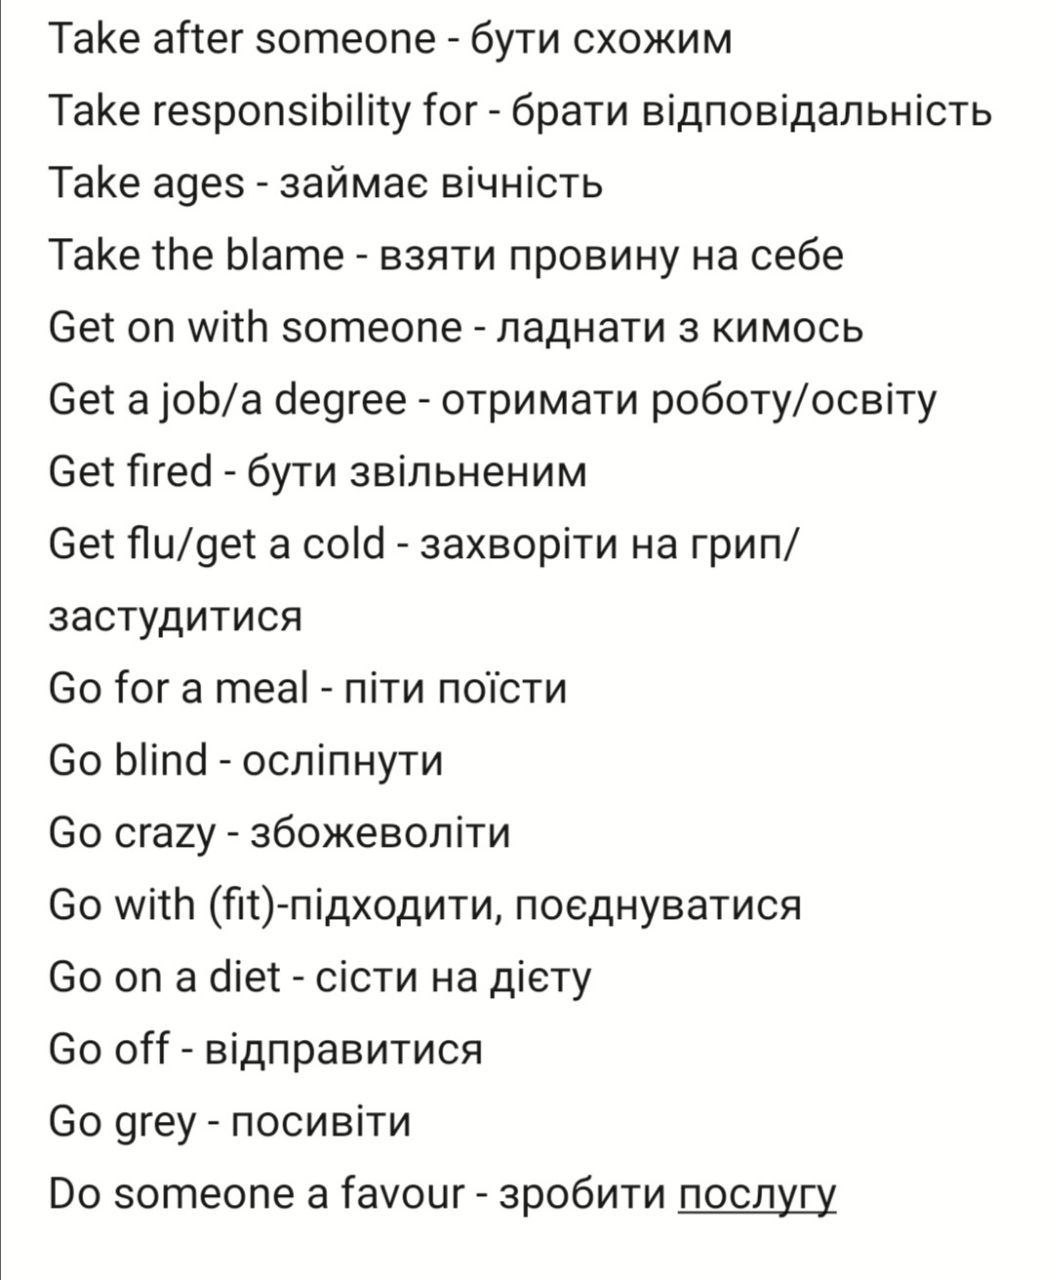 Take after someone - бути схожим
Take responsibility for - брати відповідальність
Take ages - займає вічність
Take the blame - взяти провину на себе
Get on with someone - ладнати з кимось
Get a job/a degree - отримати роботу/освіту
Get fired - бути звільненим
Get flu/get a cold - захворіти на грип/
застудитися
Go for a meal - піти поїсти
Go blind - осліпнути
Go crazy - збожеволіти
Go with (fit)-підходити, поєднуватися
Go on a diet - сісти на дієту
Go off - відправитися
Go grey - посивіти
Do someone a favour - зробити послугу